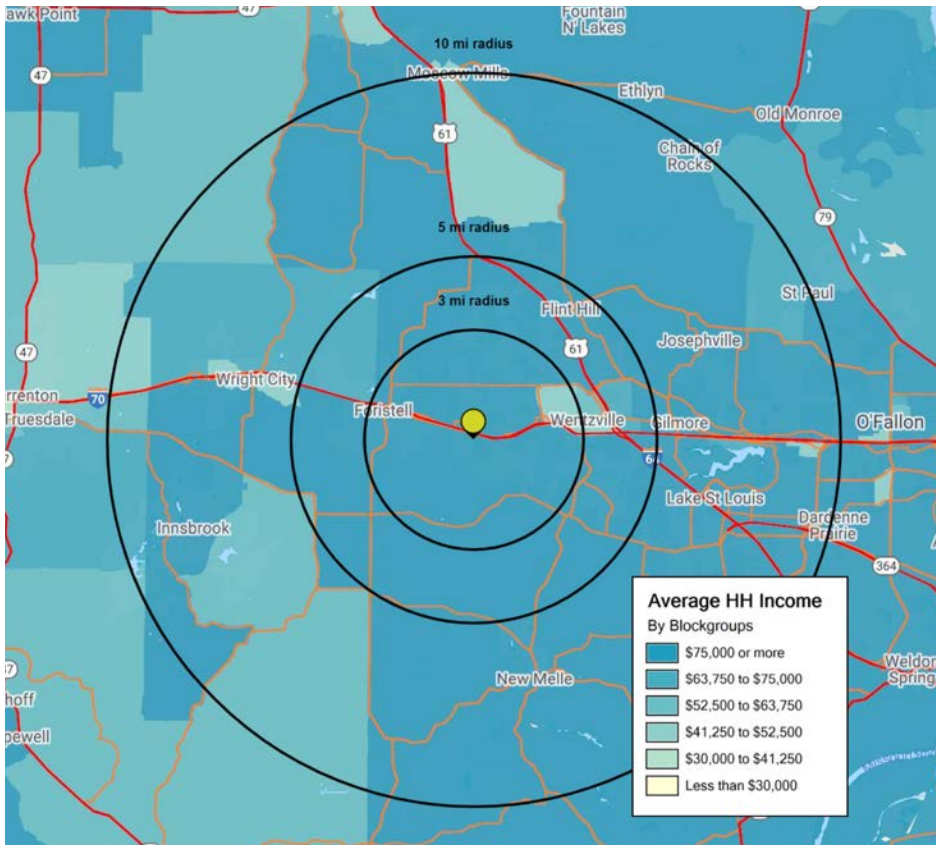 awk Point
47
47
Fountain
N' Lakes
10 mi radius
Moscow Mills
47
Ethlyn
Old Monroe
61
Chain of
Rocks
79
5 mi radius
St Paul
3 mi radius
Flint Hill
Josephville
61
47
Wright City
rrenton
70
Truesdale
Foristell
Wentzville
Gilmore
O'Fallon
7
64
Lake St Louis
Innsbrook
Dardenne
Prairie
364
Average HH Income
By Blockgroups
$75,000 or more
$63,750 to $75,000
$52,500 to $63,750
$41,250 to $52,500
$30,000 to $41,250
Less than $30,000
New Melle
Weldon
Spring
47
hoff
pewell